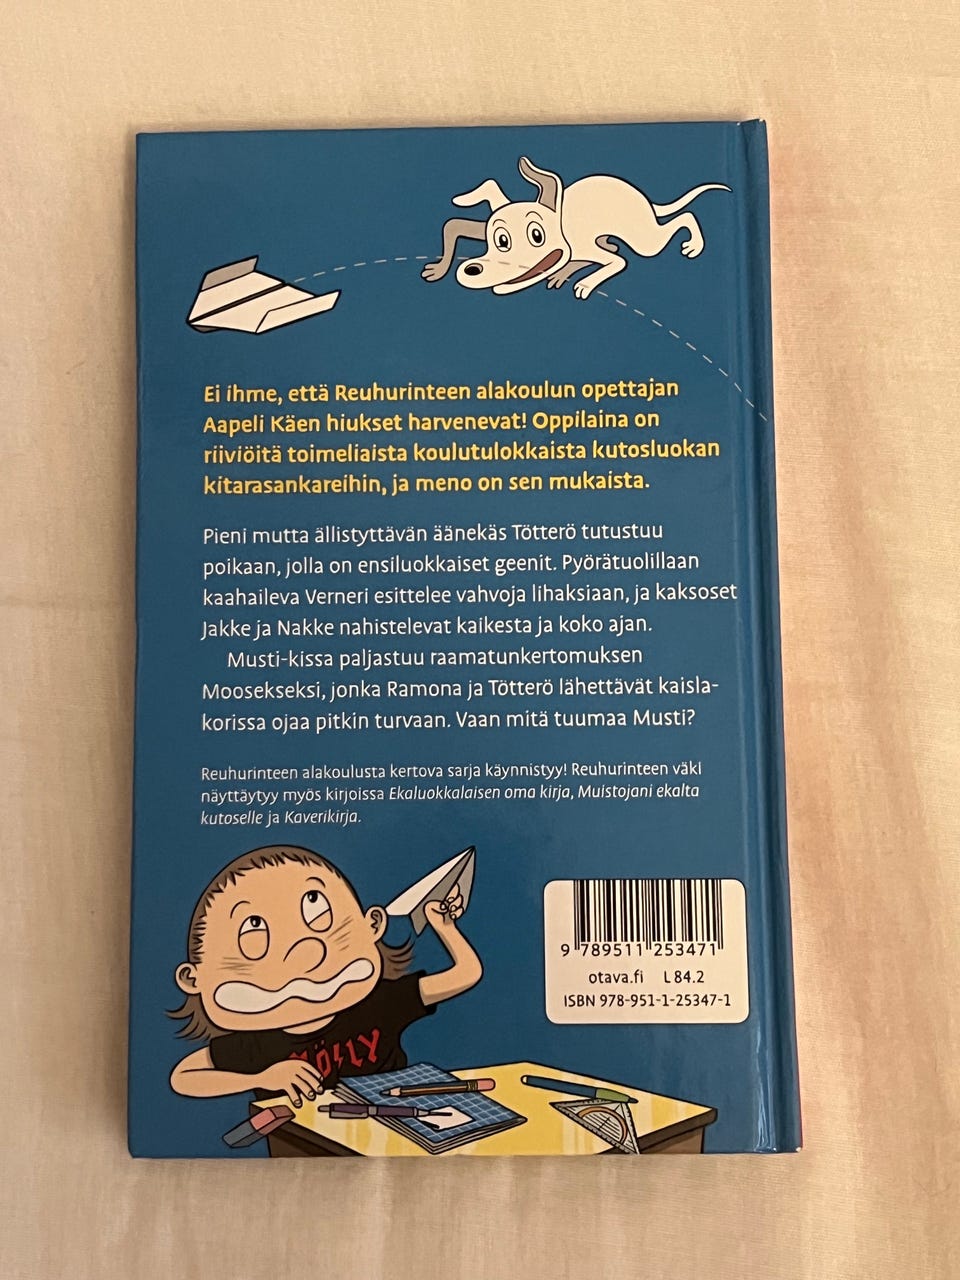 Ei ihme, että Reuhurinteen alakoulun opettajan
Aapeli Käen hiukset harvenevat! Oppilaina on
riiviöitä toimeliaista koulutulokkaista kutosluokan
kitarasankareihin, ja meno on sen mukaista.
Pieni mutta ällistyttävän äänekäs Tötterö tutustuu
poikaan, jolla on ensiluokkaiset geenit. Pyörätuolillaan
kaahaileva Verneri esittelee vahvoja lihaksiaan, ja kaksoset
Jakke ja Nakke nahistelevat kaikesta ja koko ajan.
Musti-kissa paljastuu raamatunkertomuksen
Moosekseksi, jonka Ramona ja Tötterö lähettävät kaisla-
korissa ojaa pitkin turvaan. Vaan mitä tuumaa Musti?
Reuhurinteen alakoulusta kertova sarja käynnistyy! Reuhurinteen väki
näyttäytyy myös kirjoissa Ekaluokkalaisen oma kirja, Muistojani ekalta
kutoselle ja Kaverikirja.
9 789511 253471
otava.fi L 84.2
ISBN 978-951-1-25347-1